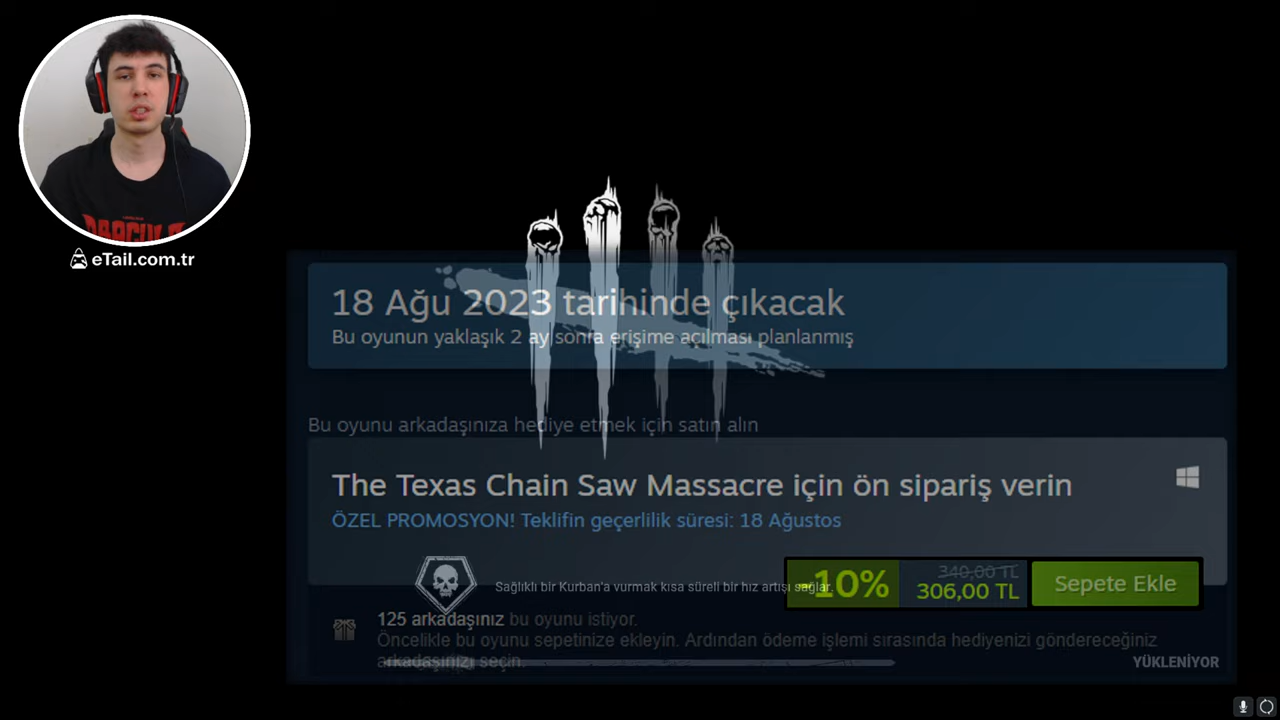 DRACULA
eTail.com.tr
18 Ağu 2023 tarihinde çıkacak
Bu oyunun yaklaşık 2 ay sonra erişime açılması planlanmış
Bu oyunu arkadaşınıza hediye etmek için satın alın
The Texas Chain Saw Massacre için ön sipariş verin
ÖZEL PROMOSYON! Teklifin geçerlilik süresi: 18 Ağustos
Sağlıklı bir Kurban'a vurmak kısa süreli bir hız artışı sağlar.
-10%
340,00 TL
306,00 TL
Sepete Ekle
125 arkadaşınız bu oyunu istiyor.
Öncelikle bu oyunu sepetinize ekleyin. Ardından ödeme işlemi sırasında hediyenizi göndereceğiniz
arkadaşınızı seçin.
YÜKLENİYOR